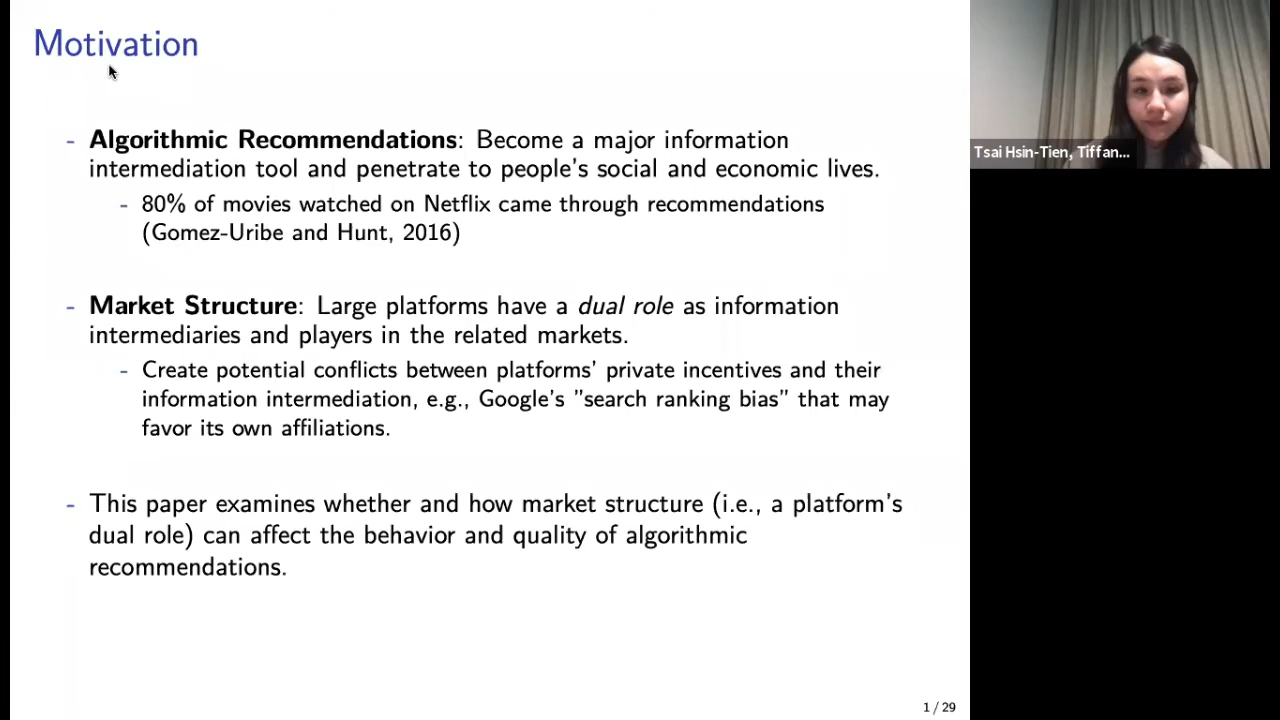 Motivation
- Algorithmic Recommendations: Become a major information
intermediation tool and penetrate to people's social and economic lives.
- 80% of movies watched on Netflix came through recommendations
(Gomez-Uribe and Hunt, 2016)
- Market Structure: Large platforms have a dual role as information
intermediaries and players in the related markets.
- Create potential conflicts between platforms' private incentives and their
information intermediation, e.g., Google's "search ranking bias" that may
favor its own affiliations.
- This paper examines whether and how market structure (i.e., a platform's
dual role) can affect the behavior and quality of algorithmic
recommendations.
1 / 29
Tsai Hsin-Tien, Tiffan...